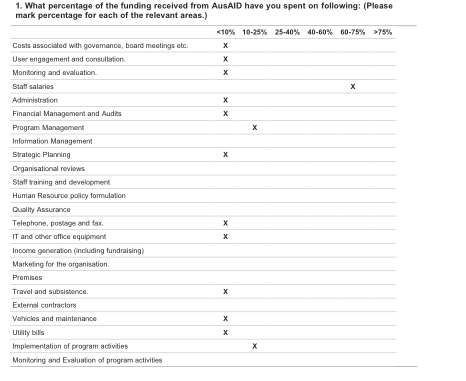 1. What percentage of the funding received from AusAID have you spent on following: (Please
mark percentage for each of the relevant areas.)
<10% 10-25% 25-40% 40-60% 60-75% >75%
Costs associated with governance, board meetings etc. X
User engagement and consultation. X
Monitoring and evaluation. X
Staff salaries X
Administration X
Financial Management and Audits X
Program Management X
Information Management
Strategic Planning X
Organisational reviews
Staff training and development
Human Resource policy formulation
Quality Assurance
Telephone, postage and fax. X
IT and other office equipment X
Income generation (including fundraising)
Marketing for the organisation.
Premises
Travel and subsistence. X
External contractors
Vehicles and maintenance X
Utility bills X
Implementation of program activities X
Monitoring and Evaluation of program activities